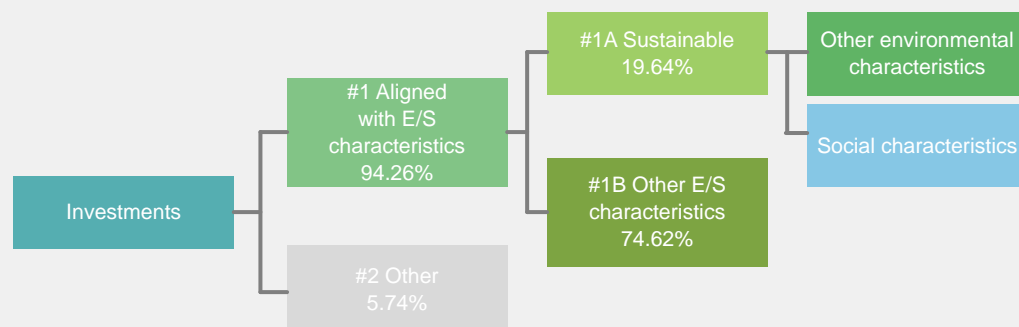 Investments
#1 Aligned
with E/S
characteristics
94.26%
#2 Other
5.74%
#1A Sustainable
19.64%
#1B Other E/S
characteristics
74.62%
Other environmental
characteristics
Social characteristics